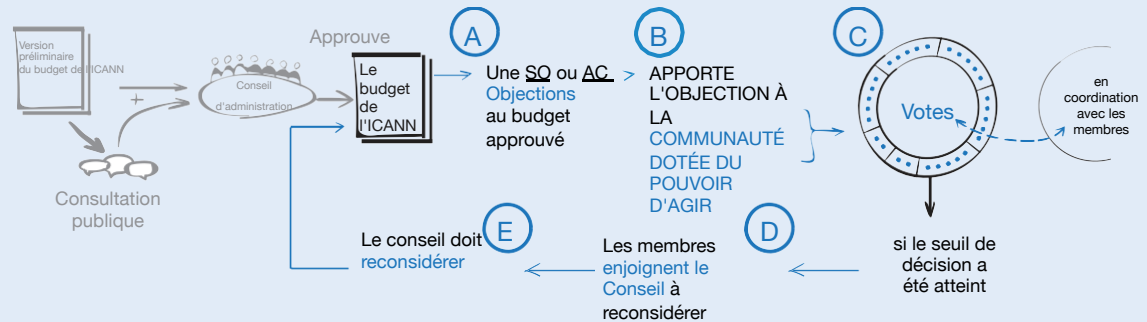 Version
préliminaire
du budget de l'ICANN
+
Consultation
publique
Conseil
d'administration
Approuve
Le
budget
de
l'ICANN
A
Une SO ou AC
Objections
au budget
approuvé
B
APPORTE
L'OBJECTION À
LA
COMMUNAUTÉ
DOTÉE DU
POUVOIR
D'AGIR
C
Votes
en
coordination
avec les
membres
si le seuil de
décision a
été atteint
D
Les membres
enjoignent le
Conseil à
reconsidérer
E
Le conseil doit
reconsidérer